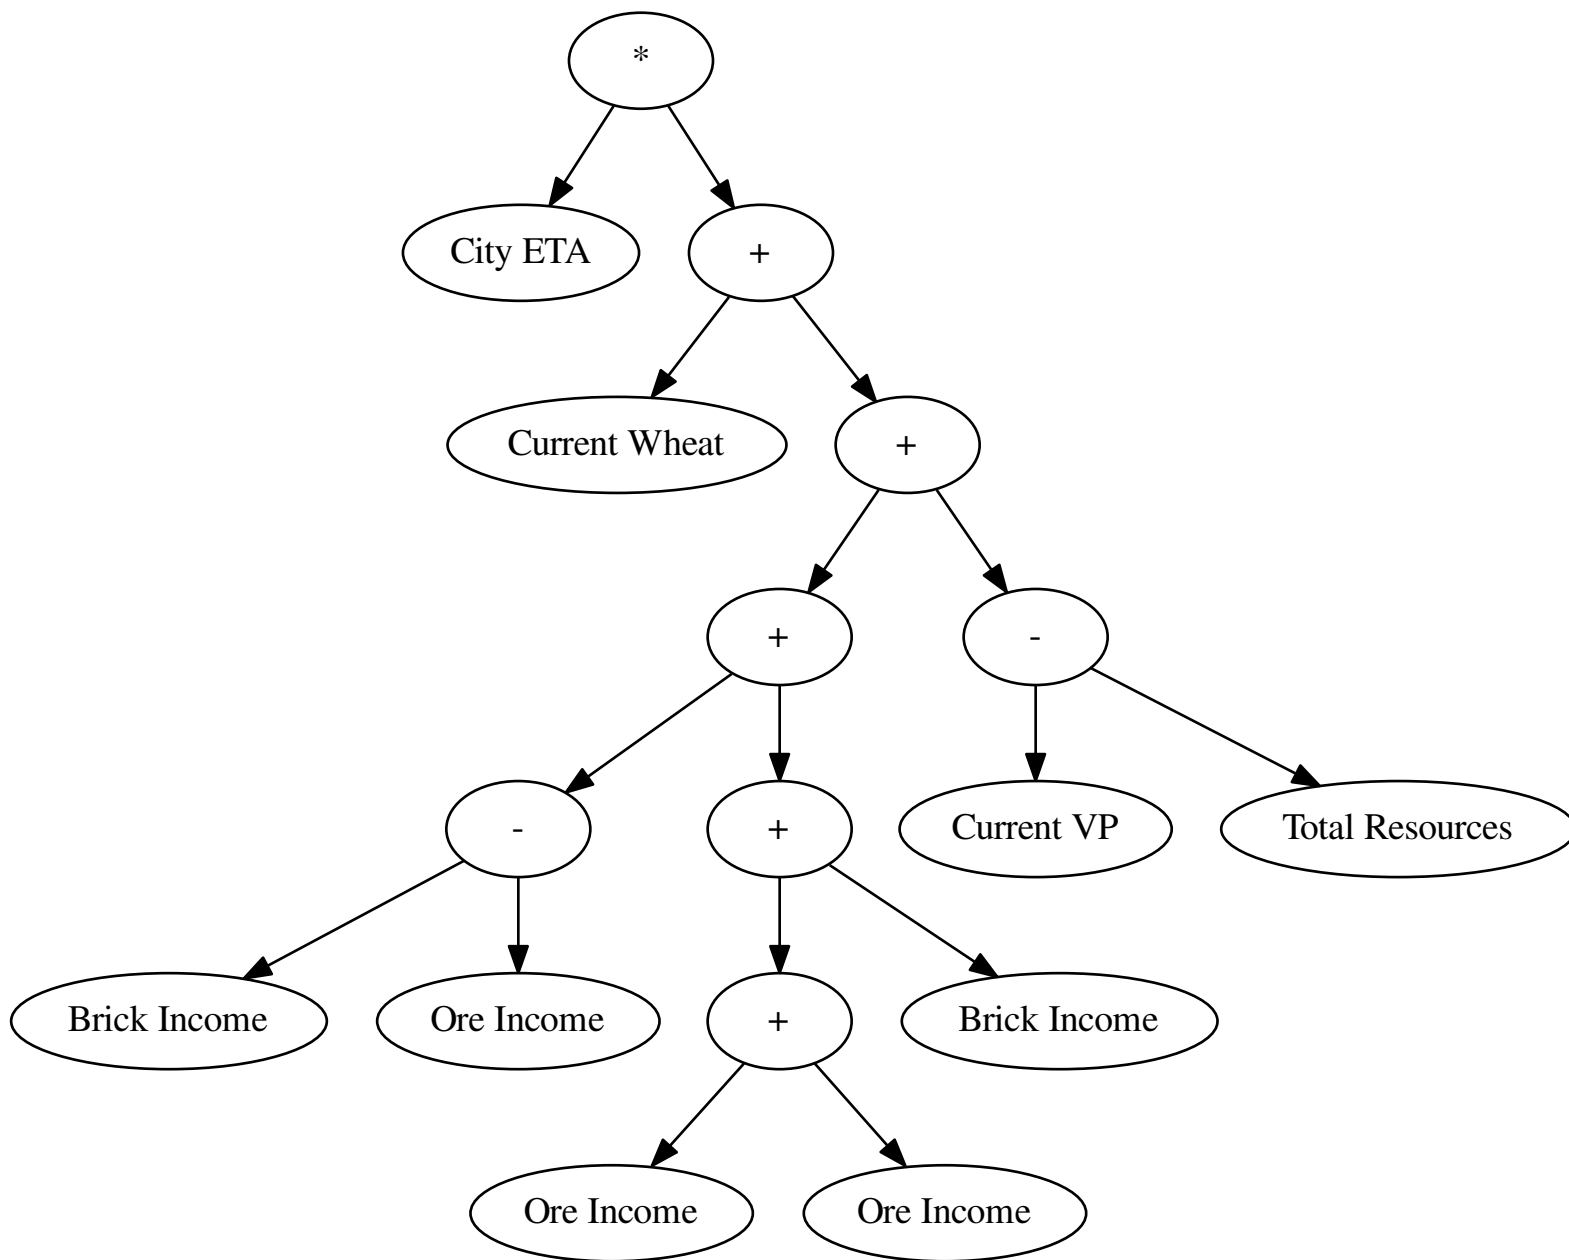 *
City ETA
+
Current Wheat
+
+
-
-
+
Current VP
Total Resources
Brick Income
Ore Income
+
Brick Income
Ore Income
Ore Income